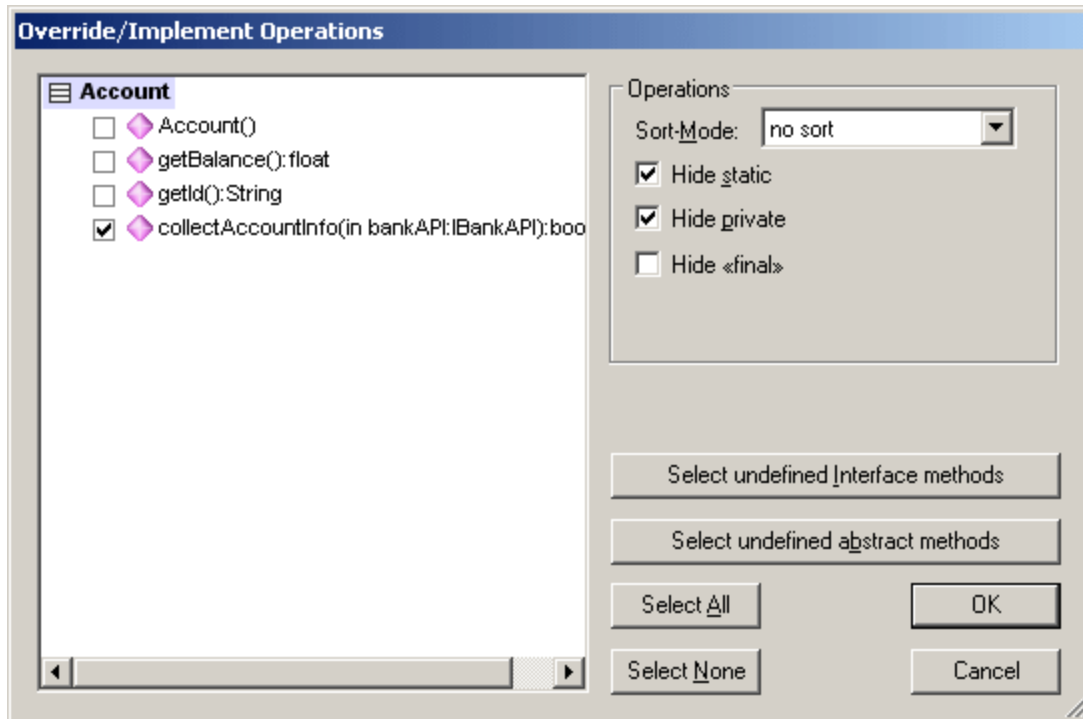 Override/Implement Operations
Account
Account()
getBalance():float
getId():String
collectAccountInfo(in bankAPI:IBankAPI):boo
Operations
Sort-Mode: no sort
Hide static
Hide private
Hide «final»
Select undefined Interface methods
Select undefined abstract methods
Select All OK
Select None Cancel